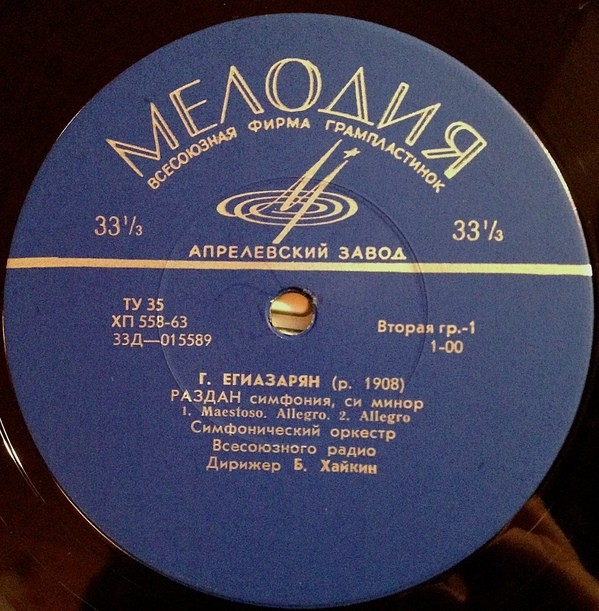 МЕЛОДИЯ
ВСЕСОЮЗНАЯ ФИРМА ГРАМПЛАСТИНОК
33⅓ 33⅓
АПРЕЛЕВСКИЙ ЗАВОД
ТУ 35
ХП 558-63
33Д—015589
Вторая гр.-1
1-00
Г. ЕГИАЗАРЯН (р. 1908)
РАЗДАН симфония, си минор
1. Maestoso. Allegro. 2. Allegro
Симфонический оркестр
Всесоюзного радио
Дирижер Б. Хайкин